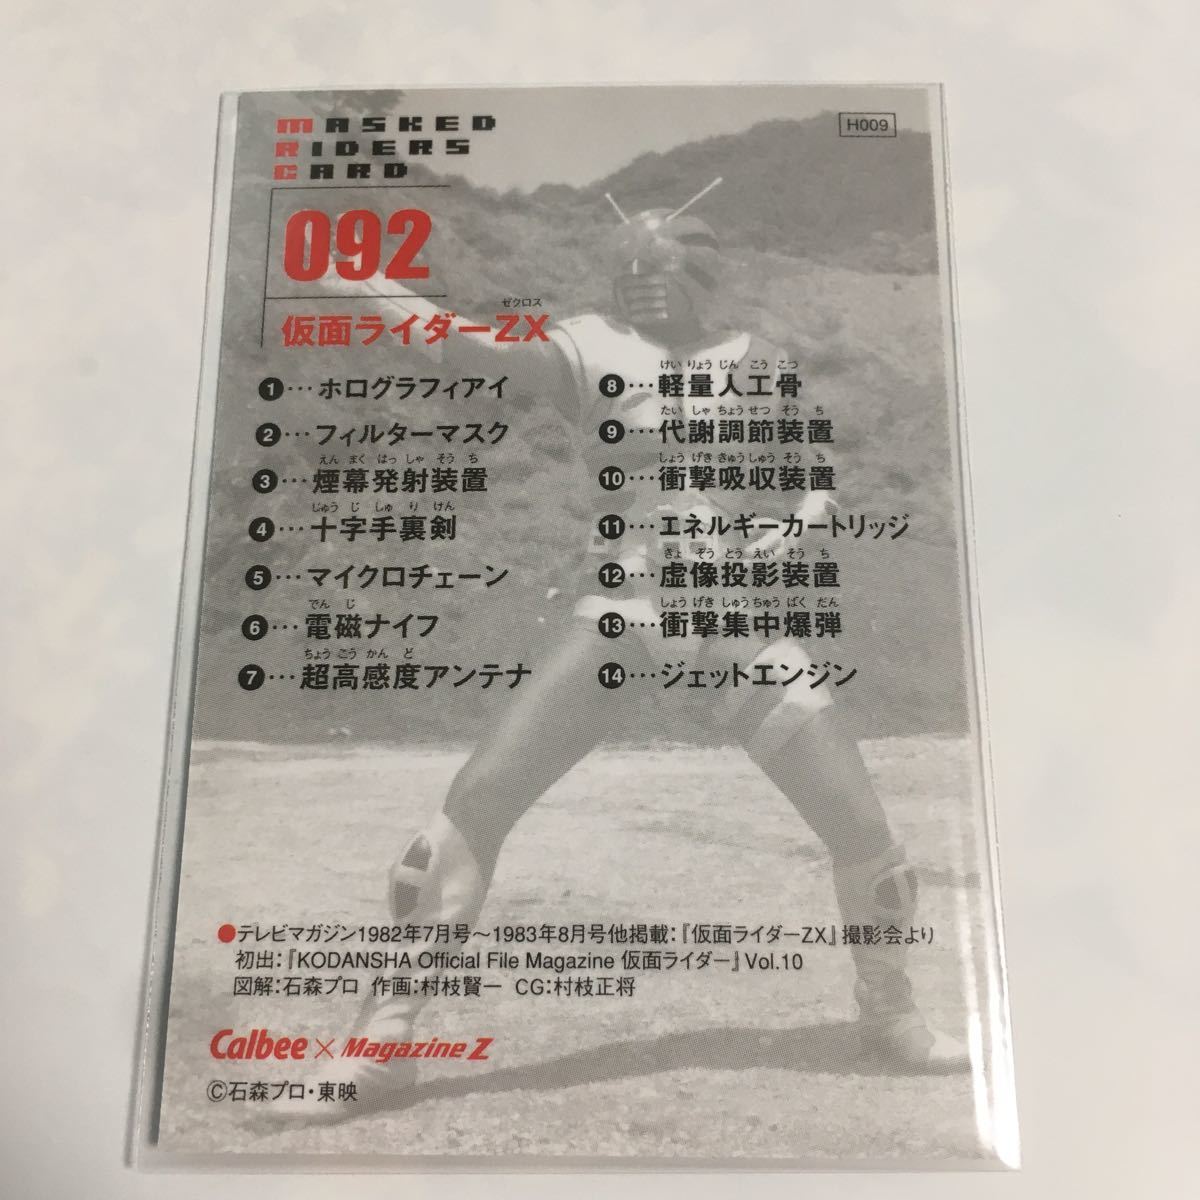 MASKED
RIDERS
CARD
H009
092
ゼクロス
仮面ライダーZX
❶…ホログラフィアイ
❷…フィルターマスク
えん まく はっ しゃ そう ち
❸…煙幕発射装置
じゅう じ しゅ り けん
❹…十字手裏剣
❺…マイクロチェーン
でん じ
❻…電磁ナイフ
ちょう こう かん ど
❼…超高感度アンテナ
けい りょう じん こう こつ
❽…軽量人工骨
たい しゃ ちょう せつ そう ち
❾…代謝調節装置
しょう げき きゅう しゅう そう ち
❿…衝撃吸収装置
⓫…エネルギーカートリッジ
きょ ぞう とう えい そう ち
⓬…虚像投影装置
しょう げき しゅう ちゅう ばく だん
⓭…衝撃集中爆弾
⓮…ジェットエンジン
●テレビマガジン1982年7月号～1983年8月号他掲載：『仮面ライダーZX』撮影会より
初出：『KODANSHA Official File Magazine 仮面ライダー』Vol.10
図解：石森プロ 作画：村枝賢一 CG：村枝正将
Calbee × Magazine Z
©石森プロ・東映